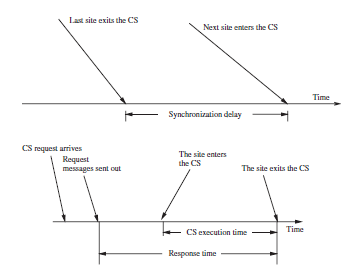 Last site exits the CS
Next site enters the CS
Time
Synchronization delay
CS request arrives
Request
messages sent out
The site enters
the CS
The site exits the CS
CS execution time
Time
Response time